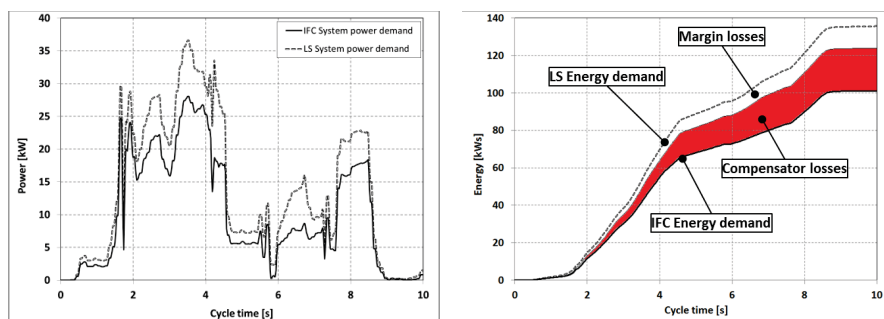 IFC System power demand
LS System power demand
40
35
30
25
20
15
10
5
0
Power [kW]
0 2 4 6 8 10
Cycle time [s]
140
120
100
80
60
40
20
0
Energy [kWs]
Margin losses
LS Energy demand
Compensator losses
IFC Energy demand
0 2 4 6 8 10
Cycle time [s]